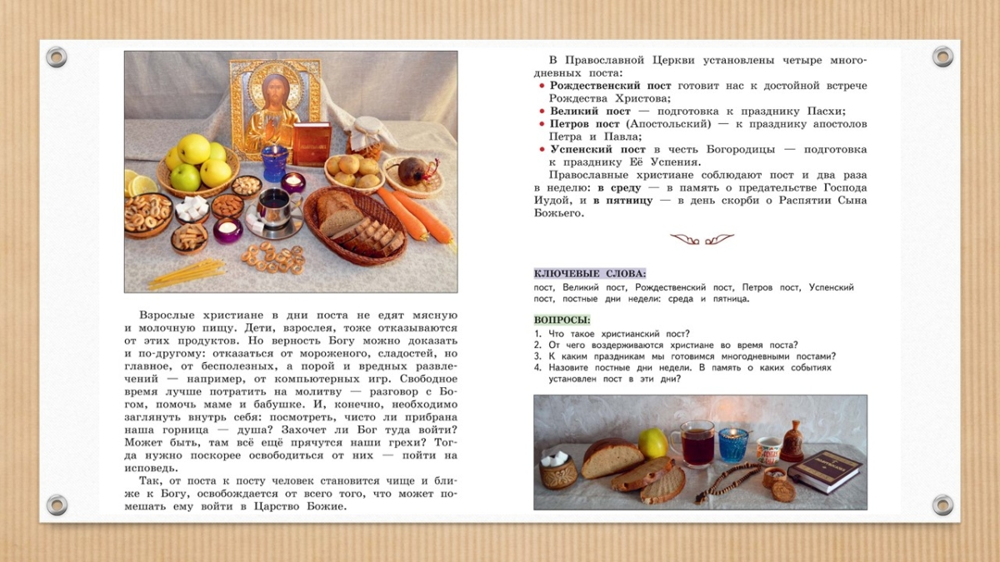 Взрослые христиане в дни поста не едят мясную
и молочную пищу. Дети, взрослея, тоже отказываются
от этих продуктов. Но верность Богу можно доказать
и по-другому: отказаться от мороженого, сладостей, но
главное, от бесполезных, а порой и вредных развле-
чений — например, от компьютерных игр. Свободное
время лучше потратить на молитву — разговор с Бо-
гом, помочь маме и бабушке. И, конечно, необходимо
заглянуть внутрь себя: посмотреть, чисто ли прибрана
наша горница — душа? Захочет ли Бог туда войти?
Может быть, там всё ещё прячутся наши грехи? Тог-
да нужно поскорее освободиться от них — пойти на
исповедь.
Так, от поста к посту человек становится чище и бли-
же к Богу, освобождается от всего того, что может по-
мешать ему войти в Царство Божие.
В Православной Церкви установлены четыре много-
дневных поста:
• Рождественский пост готовит нас к достойной встрече
Рождества Христова;
• Великий пост — подготовка к празднику Пасхи;
• Петров пост (Апостольский) — к празднику апостолов
Петра и Павла;
• Успенский пост в честь Богородицы — подготовка
к празднику Её Успения.
Православные христиане соблюдают пост и два раза
в неделю: в среду — в память о предательстве Господа
Иудой, и в пятницу — в день скорби о Распятии Сына
Божьего.
КЛЮЧЕВЫЕ СЛОВА:
пост, Великий пост, Рождественский пост, Петров пост, Успенский
пост, постные дни недели: среда и пятница.
ВОПРОСЫ:
1. Что такое христианский пост?
2. От чего воздерживаются христиане во время поста?
3. К каким праздникам мы готовимся многодневными постами?
4. Назовите постные дни недели. В память о каких событиях
установлен пост в эти дни?